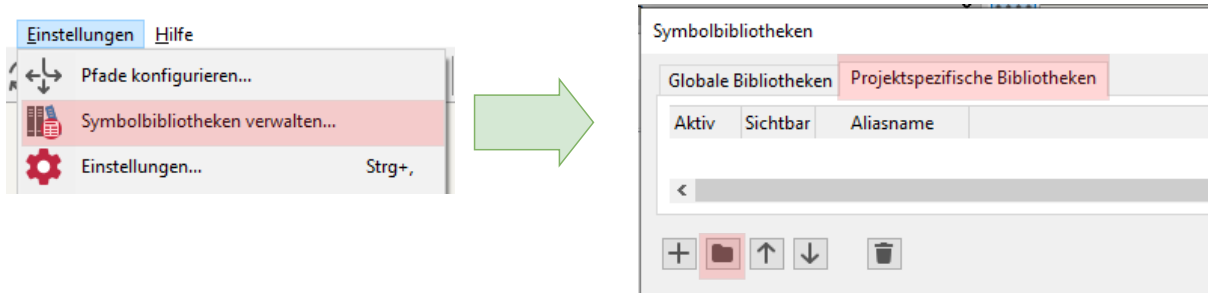 Einstellungen Hilfe
Pfade konfigurieren...
Symbolbibliotheken verwalten...
Einstellungen... Strg+,
Symbolbibliotheken
Globale Bibliotheken Projektspezifische Bibliotheken
Aktiv Sichtbar Aliasname